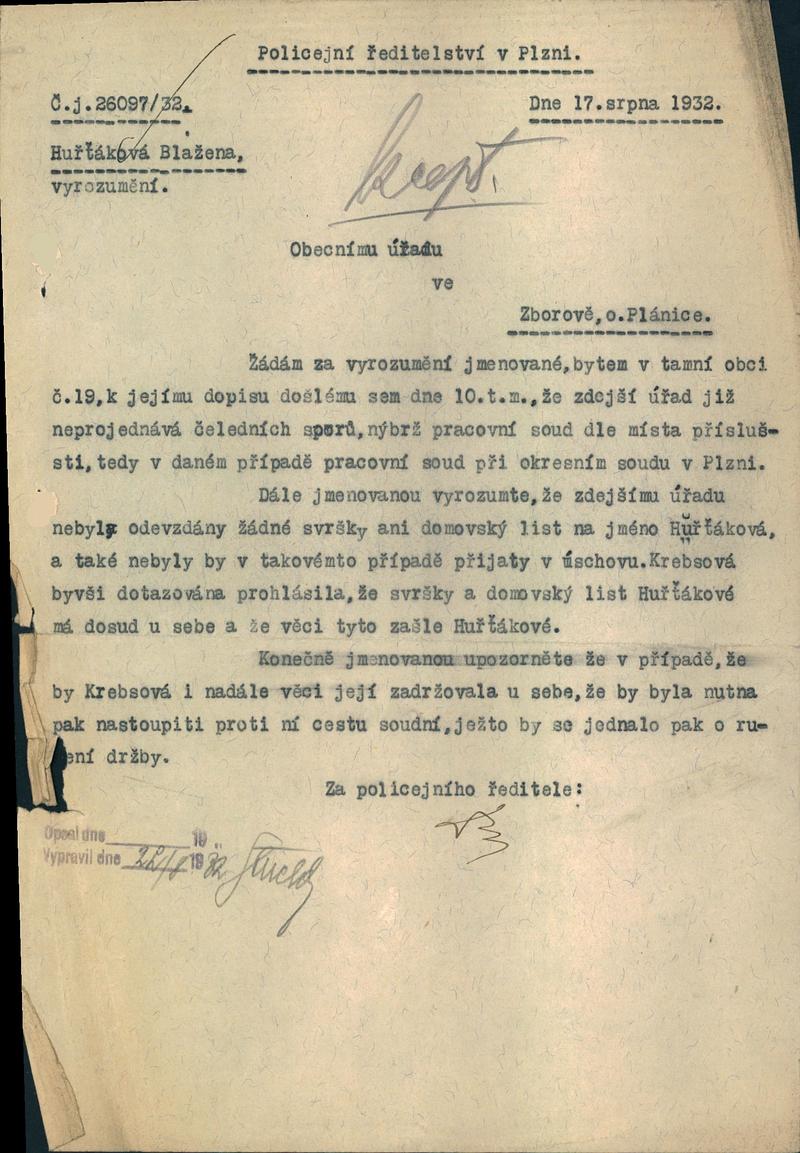 Policejní ředitelství v Plzni.
Č.j.26097/32.
Dne 17.srpna 1932.
Huřťáková Blažena,
vyrozumění.
Obecnímu úřadu
ve
Zborově,o.Plánice.
Žádám za vyrozumění jmenované,bytem v tamní obci
č.19,k jejímu dopisu došlému sem dne 10.t.m.,že zdejší úřad již
neprojednává čeledních sporů,nýbrž pracovní soud dle místa přísluš-
sti,tedy v daném případě pracovní soud při okresním soudu v Plzni.
Dále jmenovanou vyrozumte,že zdejšímu úřadu
nebyly odevzdány žádné svršky ani domovský list na jméno Huřťáková,
a také nebyly by v takovémto případě přijaty v úschovu.Krebsová
byvši dotazována prohlásila,že svršky a domovský list Huřťákové
má dosud u sebe a že věci tyto zašle Huřťákové.
Konečně jmenovanou upozorněte že v případě,že
by Krebsová i nadále věci její zadržovala u sebe,že by byla nutna
pak nastoupiti proti ní cestu soudní,ježto by se jednalo pak o ru-
ení držby.
Za policejního ředitele:
Opsal dne 19
Vypravil dne 22/8 1932